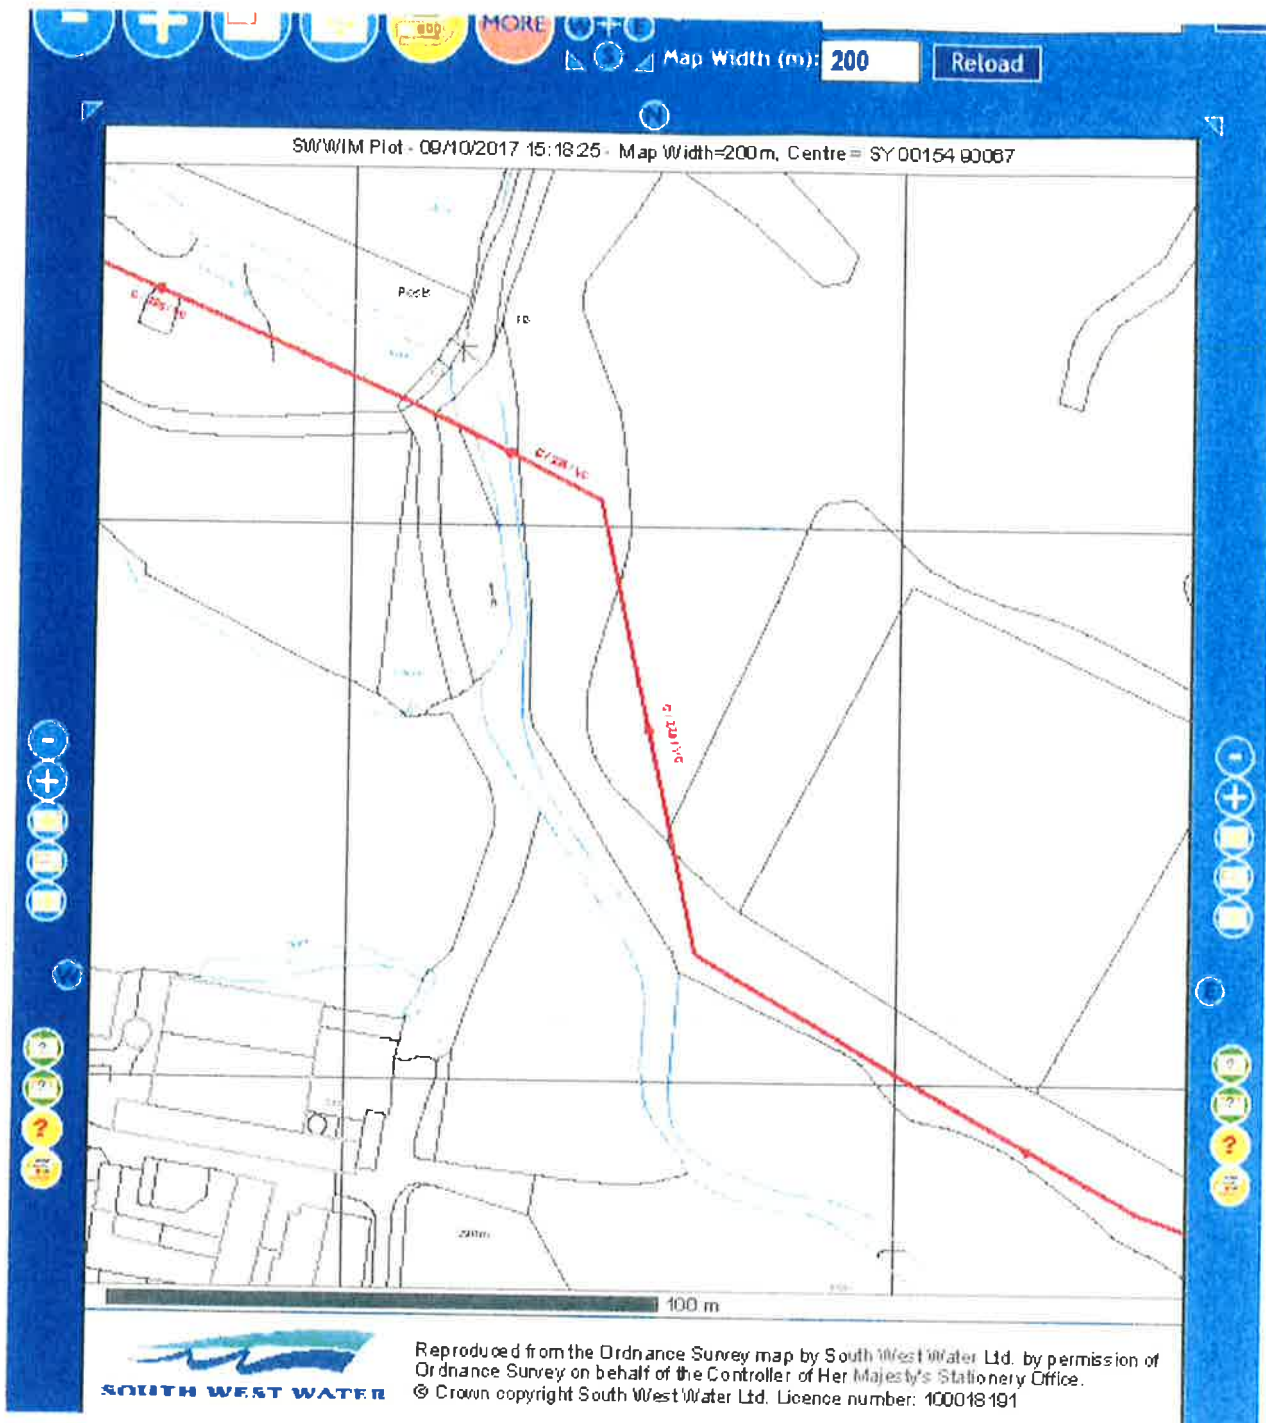 MORE
W E
S Map Width (m): 200 Reload
N
SWWIM Plot - 09/10/2017 15:18:25 - Map Width=200m, Centre = SY 00154 90067
FB
W
E
100 m
SOUTH WEST WATER
Reproduced from the Ordnance Survey map by South West Water Ltd. by permission of
Ordnance Survey on behalf of the Controller of Her Majesty's Stationery Office.
© Crown copyright South West Water Ltd. Licence number: 100018191